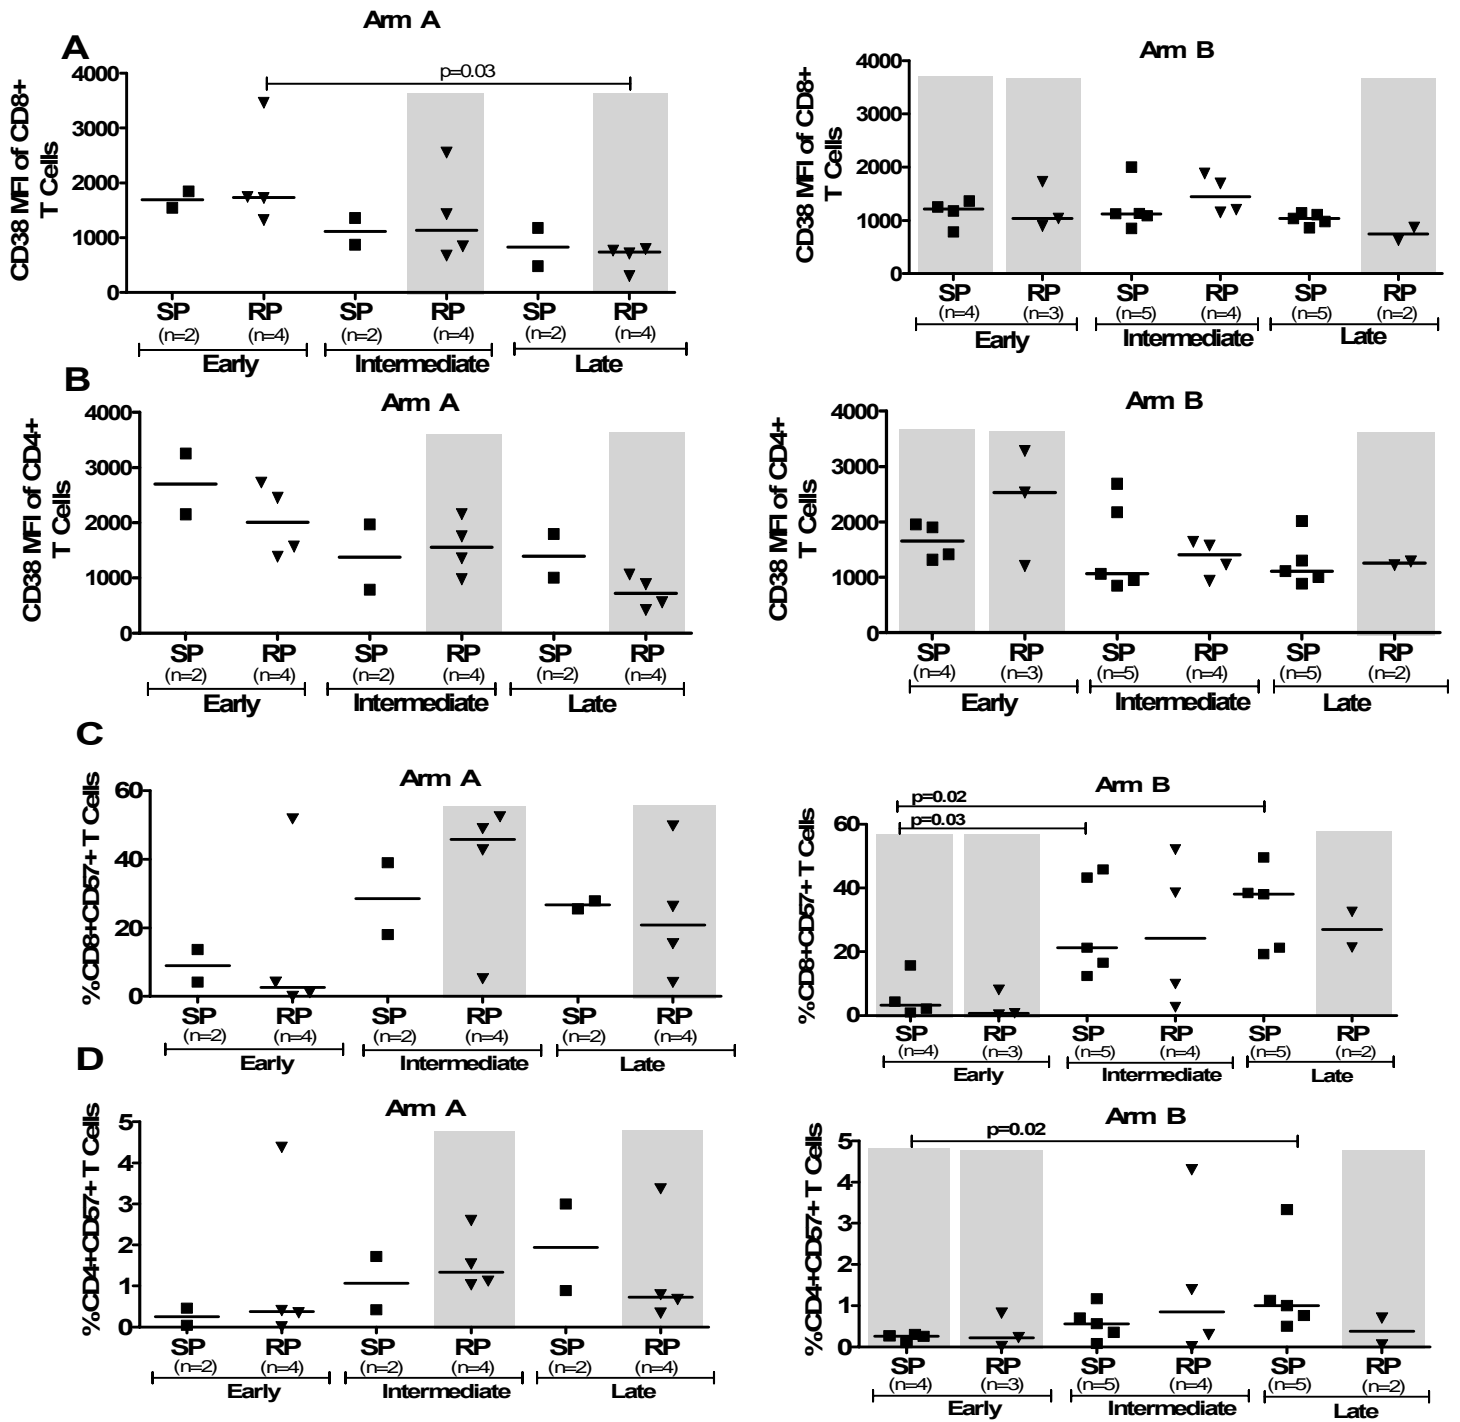 Arm A
A
CD38 MFI of CD8+
T Cells
4000
3000
2000
1000
0
p=0.03
SP RP SP RP SP RP
(n=2) (n=4) (n=2) (n=4) (n=2) (n=4)
Early Intermediate Late
Arm B
CD38 MFI of CD8+
T Cells
4000
3000
2000
1000
0
SP RP SP RP SP RP
(n=4) (n=3) (n=5) (n=4) (n=5) (n=2)
Early Intermediate Late
B
Arm A
CD38 MFI of CD4+
T Cells
4000
3000
2000
1000
0
SP RP SP RP SP RP
(n=2) (n=4) (n=2) (n=4) (n=2) (n=4)
Early Intermediate Late
Arm B
CD38 MFI of CD4+
T Cells
4000
3000
2000
1000
0
SP RP SP RP SP RP
(n=4) (n=3) (n=5) (n=4) (n=5) (n=2)
Early Intermediate Late
C
Arm A
%CD8+CD57+ T Cells
60
40
20
0
SP RP SP RP SP RP
(n=2) (n=4) (n=2) (n=4) (n=2) (n=4)
Early Intermediate Late
Arm B
%CD8+CD57+ T Cells
p=0.02
p=0.03
60
40
20
0
SP RP SP RP SP RP
(n=4) (n=3) (n=5) (n=4) (n=5) (n=2)
Early Intermediate Late
D
Arm A
%CD4+CD57+ T Cells
5
4
3
2
1
0
SP RP SP RP SP RP
(n=2) (n=4) (n=2) (n=4) (n=2) (n=4)
Early Intermediate Late
Arm B
%CD4+CD57+ T Cells
p=0.02
5
4
3
2
1
0
SP RP SP RP SP RP
(n=4) (n=3) (n=5) (n=4) (n=5) (n=2)
Early Intermediate Late